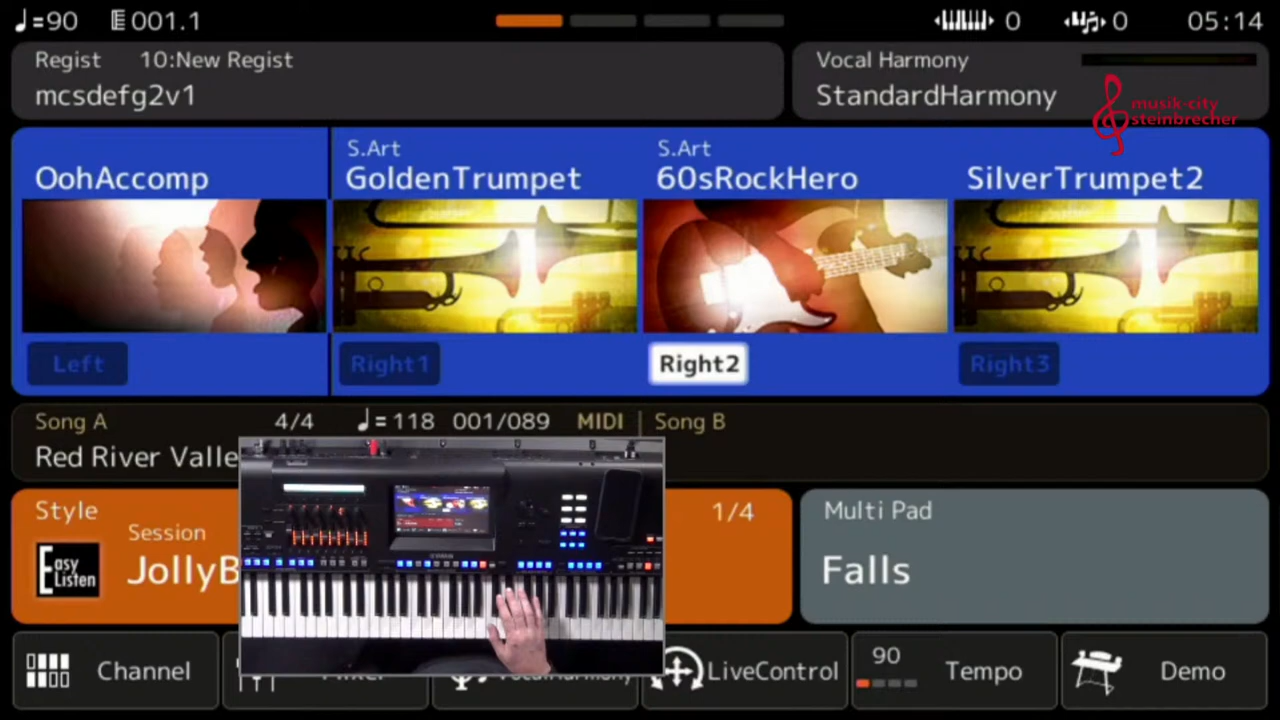 ♩=90 001.1 0 0 05:14
Regist 10:New Regist
mcsdefg2v1
Vocal Harmony
StandardHarmony
musik-city
steinbrecher
OohAccomp
S.Art
GoldenTrumpet
S.Art
60sRockHero
SilverTrumpet2
Left Right1 Right2 Right3
Song A 4/4 ♩=118 001/089 MIDI Song B
Red River Valle
Style 1/4
Session
Easy
Listen
JollyB
Multi Pad
Falls
Channel
LiveControl
90
Tempo
Demo